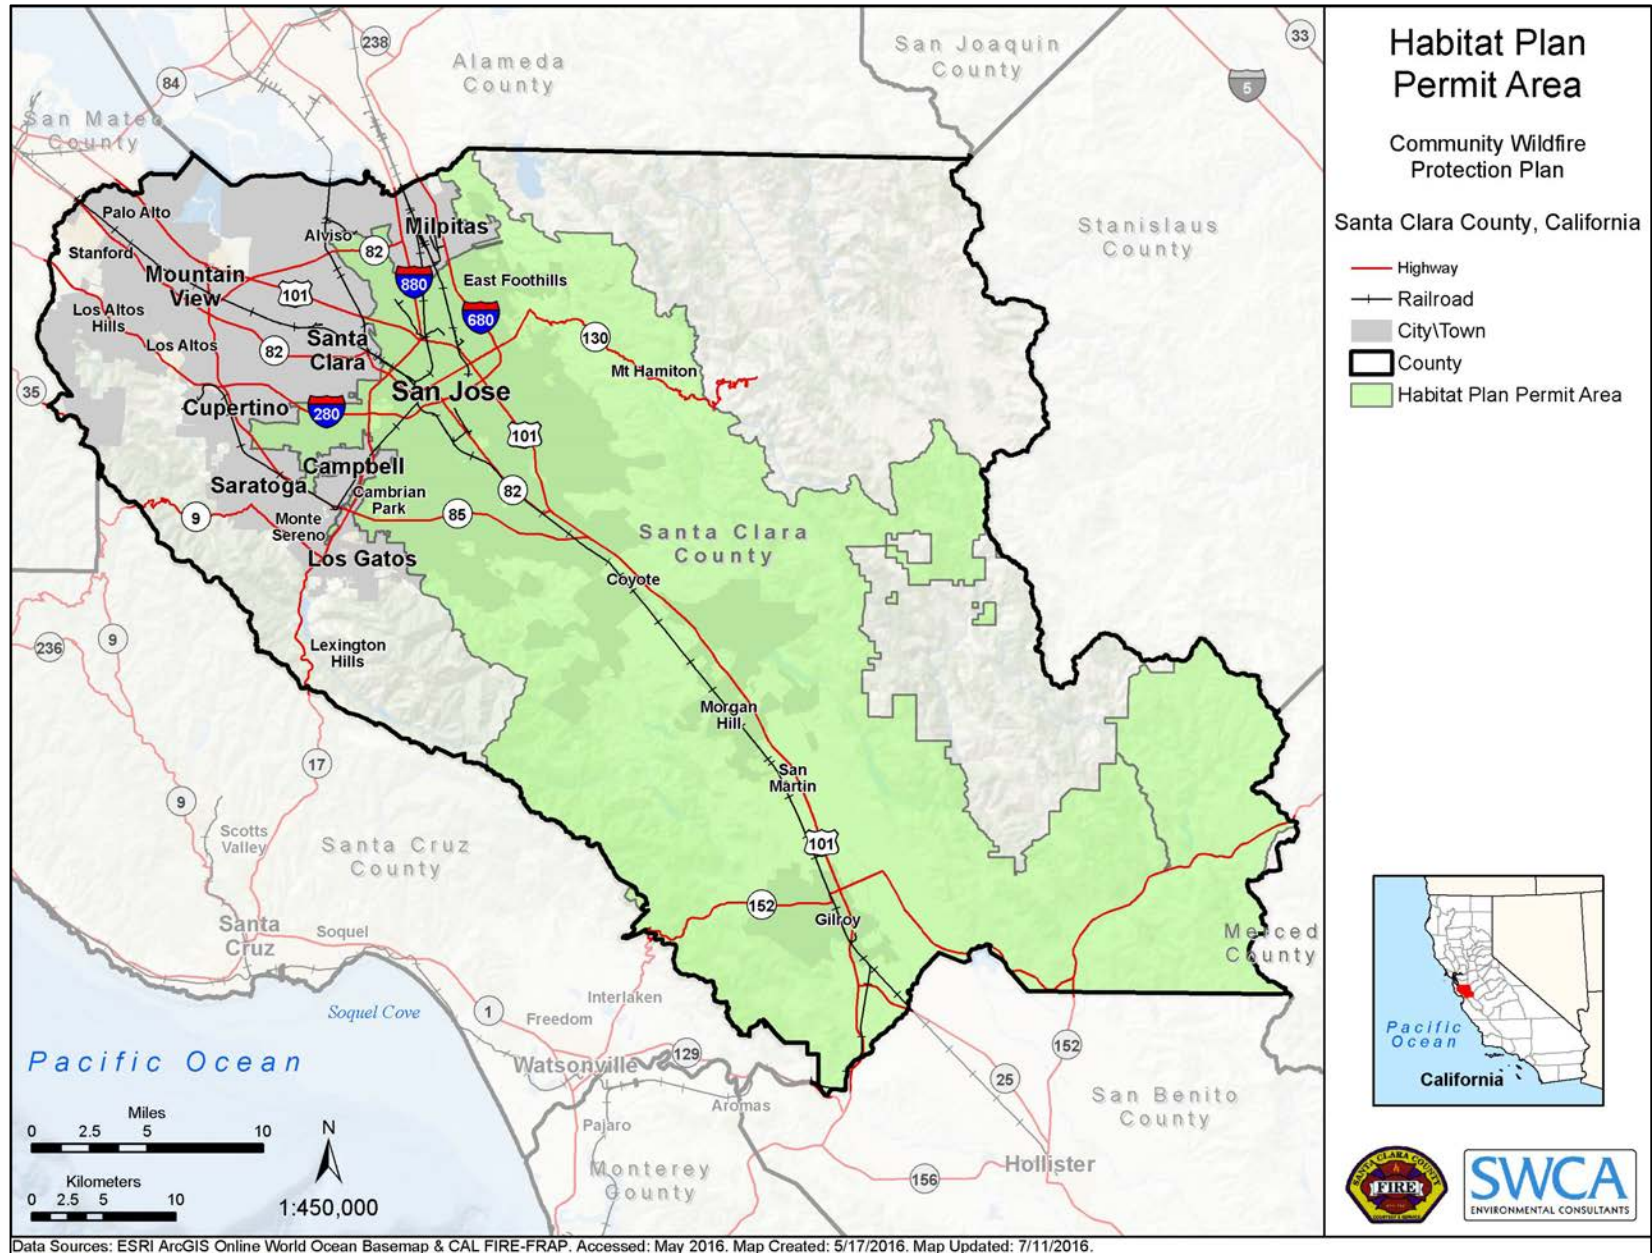 Habitat Plan
Permit Area
Community Wildfire
Protection Plan
Santa Clara County, California
Highway
Railroad
City\Town
County
Habitat Plan Permit Area
238
84
33
5
Alameda
County
San Joaquin
County
San Mateo
County
Stanislaus
County
Palo Alto
Alviso
Milpitas
82
Stanford
Mountain
View
101
880
East Foothills
680
Los Altos
Hills
Los Altos
82
Santa
Clara
130
Mt Hamiton
35
San Jose
Cupertino
280
101
Campbell
Saratoga
Cambrian
Park
82
85
9
Monte
Sereno
Los Gatos
Santa Clara
County
Coyote
236
9
Lexington
Hills
Morgan
Hill
17
San
Martin
9
Scotts
Valley
Santa Cruz
County
101
152
Gilroy
Merced
County
Santa
Cruz
Soquel
Soquel Cove
1
Interlaken
Freedom
Pacific Ocean
Watsonville
129
152
25
Aromas
Pajaro
San Benito
County
Monterey
County
156
Hollister
Miles
0 2.5 5 10
Kilometers
0 2.5 5 10
N
1:450,000
Pacific
Ocean
California
SANTA CLARA COUNTY
FIRE
SWCA
ENVIRONMENTAL CONSULTANTS
Data Sources: ESRI ArcGIS Online World Ocean Basemap & CAL FIRE-FRAP. Accessed: May 2016. Map Created: 5/17/2016. Map Updated: 7/11/2016.